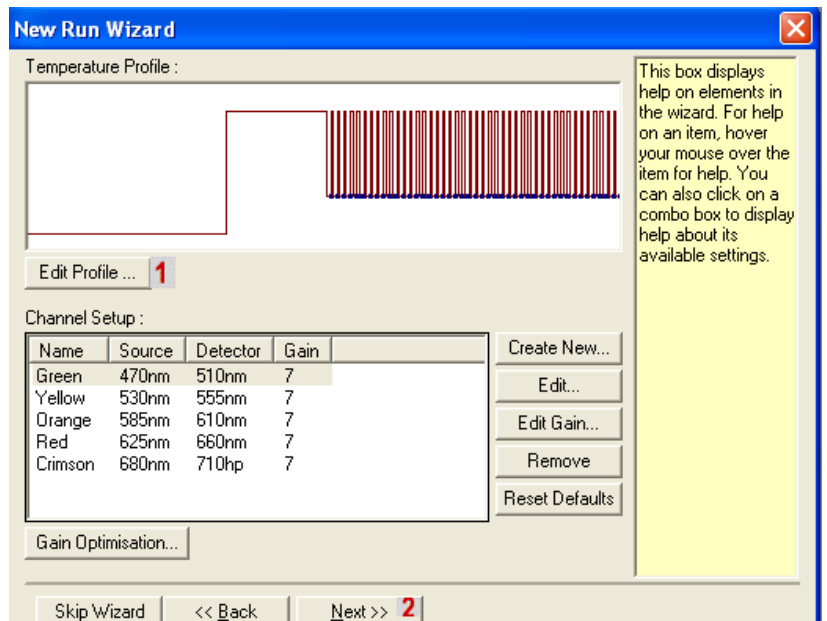 New Run Wizard
Temperature Profile :
Edit Profile ... 1
Channel Setup :
Name Source Detector Gain
Green 470nm 510nm 7
Yellow 530nm 555nm 7
Orange 585nm 610nm 7
Red 625nm 660nm 7
Crimson 680nm 710hp 7
Create New...
Edit...
Edit Gain...
Remove
Reset Defaults
Gain Optimisation...
This box displays
help on elements in
the wizard. For help
on an item, hover
your mouse over the
item for help. You
can also click on a
combo box to display
help about its
available settings.
Skip Wizard << Back Next >> 2